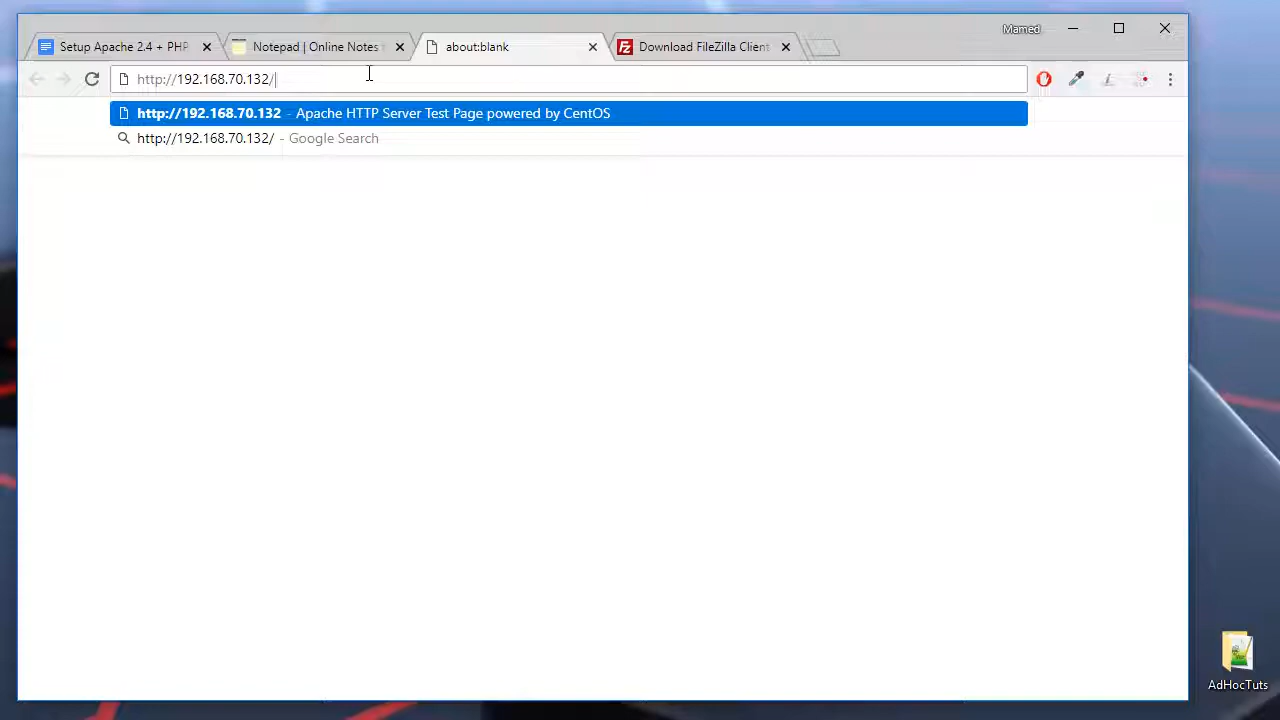 Mamed
Setup Apache 2.4 + PHP
Notepad | Online Notes
about:blank
Download FileZilla Client
http://192.168.70.132/
http://192.168.70.132 - Apache HTTP Server Test Page powered by CentOS
http://192.168.70.132/ - Google Search
AdHocTuts